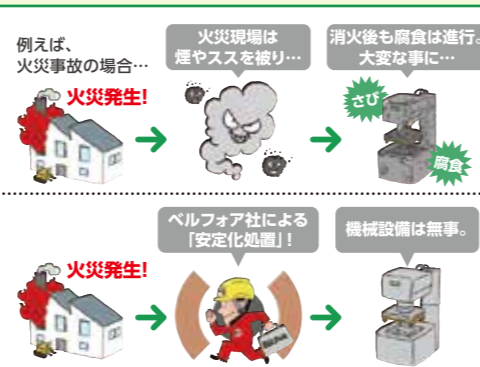 例えば、
火災事故の場合…
火災発生!
火災現場は
煙やススを被り…
消火後も腐食は進行。
大変な事に…
さび
腐食
火災発生!
ベルフォア社による
「安定化処置」!
機械設備は無事。